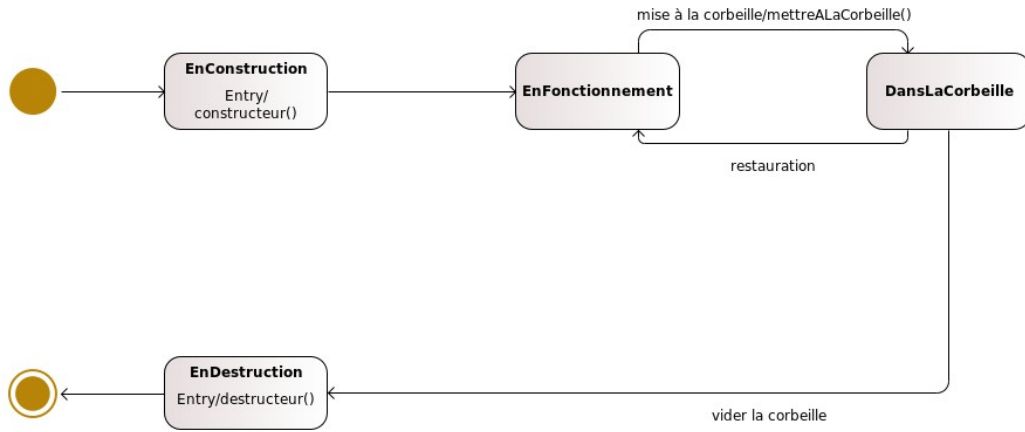 mise à la corbeille/mettreALaCorbeille()
EnConstruction
Entry/
constructeur()
EnFonctionnement
DansLaCorbeille
restauration
EnDestruction
Entry/destructeur()
vider la corbeille